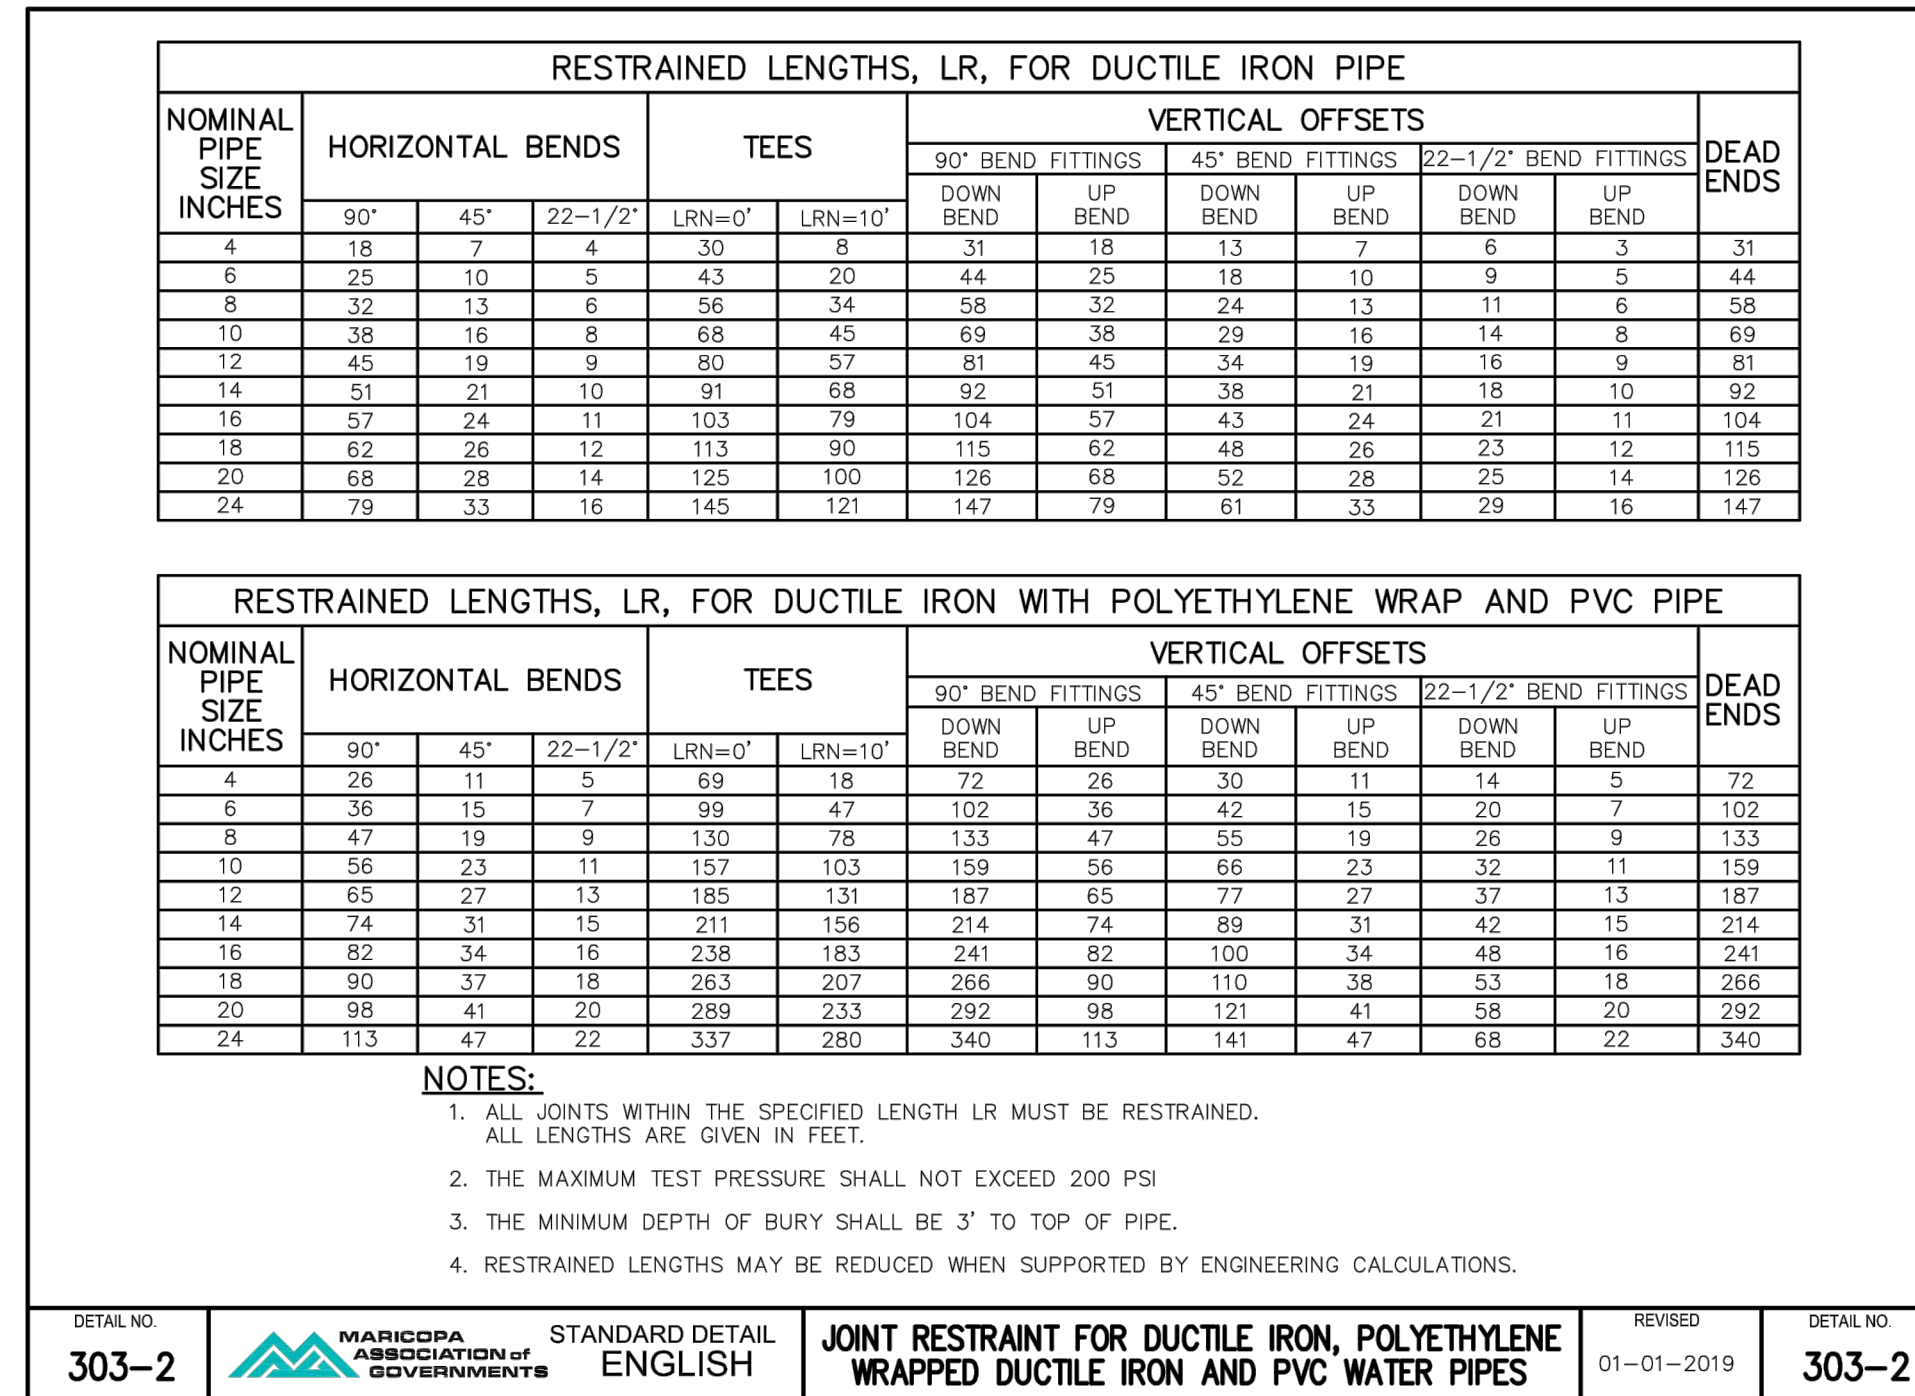 RESTRAINED LENGTHS, LR, FOR DUCTILE IRON PIPE
NOMINAL PIPE SIZE INCHES HORIZONTAL BENDS TEES VERTICAL OFFSETS DEAD ENDS
90° BEND FITTINGS 45° BEND FITTINGS 22-1/2° BEND FITTINGS
90° 45° 22-1/2° LRN=0' LRN=10' DOWN BEND UP BEND DOWN BEND UP BEND DOWN BEND UP BEND
4 18 7 4 30 8 31 18 13 7 6 3 31
6 25 10 5 43 20 44 25 18 10 9 5 44
8 32 13 6 56 34 58 32 24 13 11 6 58
10 38 16 8 68 45 69 38 29 16 14 8 69
12 45 19 9 80 57 81 45 34 19 16 9 81
14 51 21 10 91 68 92 51 38 21 18 10 92
16 57 24 11 103 79 104 57 43 24 21 11 104
18 62 26 12 113 90 115 62 48 26 23 12 115
20 68 28 14 125 100 126 68 52 28 25 14 126
24 79 33 16 145 121 147 79 61 33 29 16 147
RESTRAINED LENGTHS, LR, FOR DUCTILE IRON WITH POLYETHYLENE WRAP AND PVC PIPE
NOMINAL PIPE SIZE INCHES HORIZONTAL BENDS TEES VERTICAL OFFSETS DEAD ENDS
90° BEND FITTINGS 45° BEND FITTINGS 22-1/2° BEND FITTINGS
90° 45° 22-1/2° LRN=0' LRN=10' DOWN BEND UP BEND DOWN BEND UP BEND DOWN BEND UP BEND
4 26 11 5 69 18 72 26 30 11 14 5 72
6 36 15 7 99 47 102 36 42 15 20 7 102
8 47 19 9 130 78 133 47 55 19 26 9 133
10 56 23 11 157 103 159 56 66 23 32 11 159
12 65 27 13 185 131 187 65 77 27 37 13 187
14 74 31 15 211 156 214 74 89 31 42 15 214
16 82 34 16 238 183 241 82 100 34 48 16 241
18 90 37 18 263 207 266 90 110 38 53 18 266
20 98 41 20 289 233 292 98 121 41 58 20 292
24 113 47 22 337 280 340 113 141 47 68 22 340
NOTES:
1. ALL JOINTS WITHIN THE SPECIFIED LENGTH LR MUST BE RESTRAINED.
ALL LENGTHS ARE GIVEN IN FEET.
2. THE MAXIMUM TEST PRESSURE SHALL NOT EXCEED 200 PSI
3. THE MINIMUM DEPTH OF BURY SHALL BE 3' TO TOP OF PIPE.
4. RESTRAINED LENGTHS MAY BE REDUCED WHEN SUPPORTED BY ENGINEERING CALCULATIONS.
DETAIL NO.
303-2
MARICOPA
ASSOCIATION of
GOVERNMENTS
STANDARD DETAIL
ENGLISH
JOINT RESTRAINT FOR DUCTILE IRON, POLYETHYLENE
WRAPPED DUCTILE IRON AND PVC WATER PIPES
REVISED
01-01-2019
DETAIL NO.
303-2